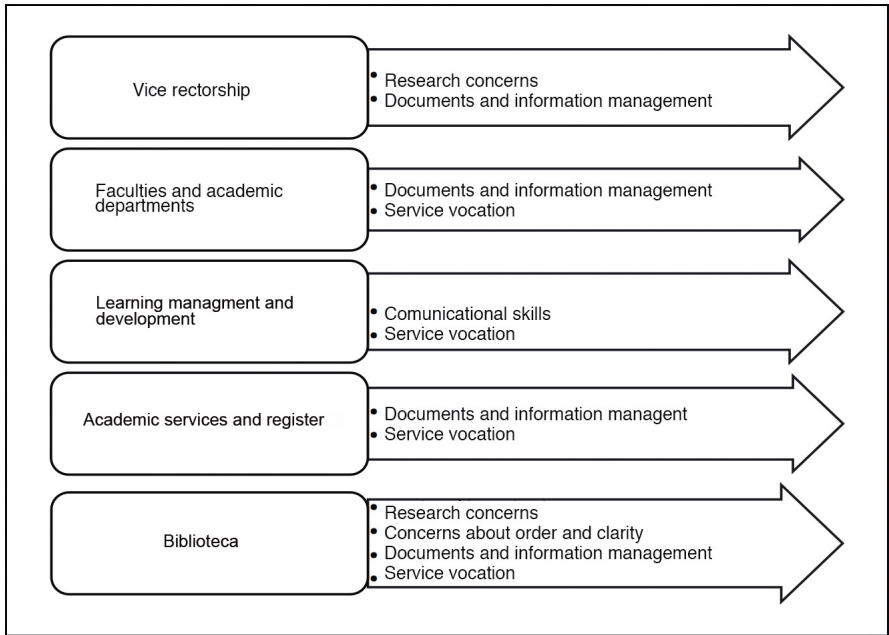 Vice rectorship
• Research concerns
• Documents and information management
Faculties and academic
departments
• Documents and information management
• Service vocation
Learning managment and
development
• Comunicational skills
• Service vocation
Academic services and register
• Documents and information managent
• Service vocation
Biblioteca
• Research concerns
• Concerns about order and clarity
• Documents and information management
• Service vocation